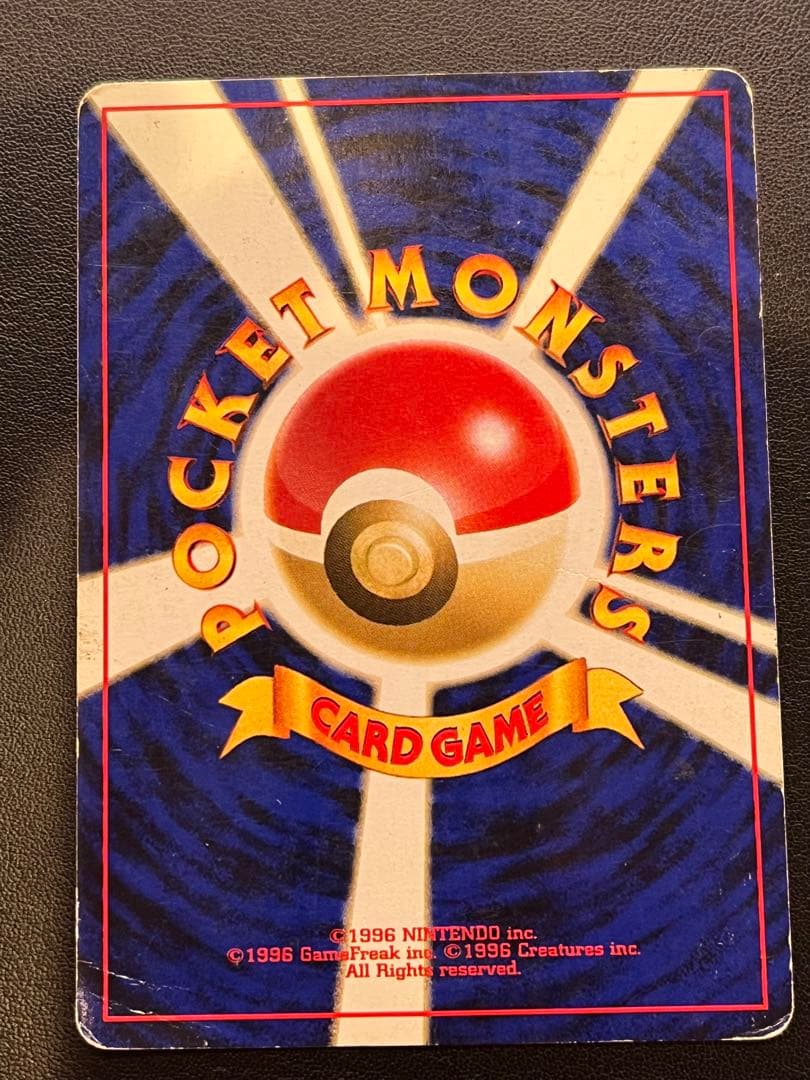 POCKET MONSTERS
CARD GAME
©1996 NINTENDO inc.
©1996 GameFreak inc. ©1996 Creatures inc.
All Rights reserved.